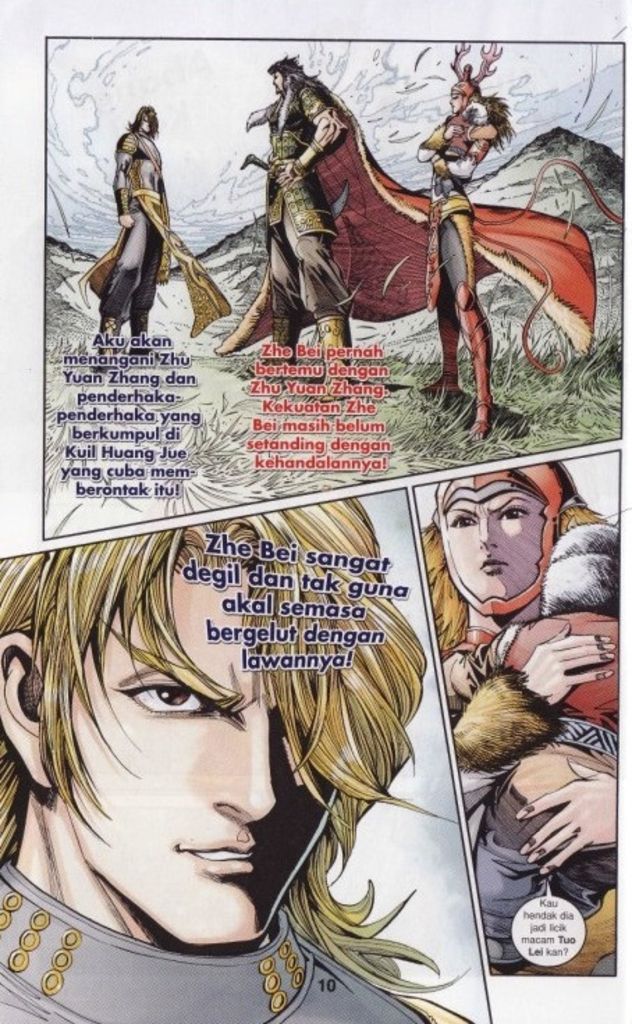 Aku akan
menangani Zhu
Yuan Zhang dan
penderhaka-
penderhaka yang
berkumpul di
Kuil Huang Jue
yang cuba mem-
berontak itu!
Zhe Bei pernah
bertemu dengan
Zhu Yuan Zhang.
Kekuatan Zhe
Bei masih belum
setanding dengan
kehandalannya!
Zhe Bei sangat
degil dan tak guna
akal semasa
bergelut dengan
lawannya!
Kau
hendak dia
jadi licik
macam Tuo
Lei kan?
10